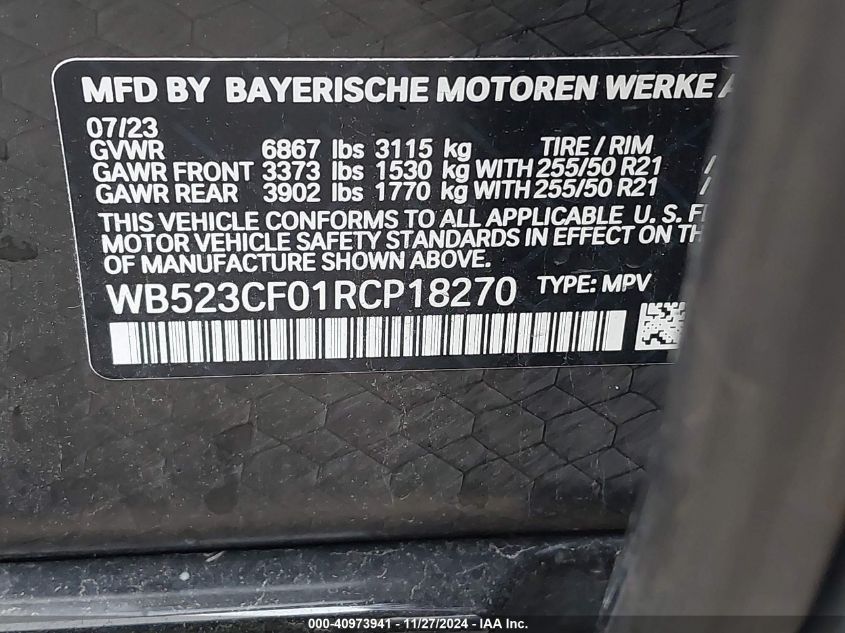 MFD BY BAYERISCHE MOTOREN WERKE
07/23
GVWR 6867 lbs 3115 kg TIRE / RIM
GAWR FRONT 3373 lbs 1530 kg WITH 255/50 R21 /
GAWR REAR 3902 lbs 1770 kg WITH 255/50 R21 /
THIS VEHICLE CONFORMS TO ALL APPLICABLE U. S.
MOTOR VEHICLE SAFETY STANDARDS IN EFFECT ON
OF MANUFACTURE SHOWN ABOVE.
WB523CF01RCP18270 TYPE: MPV
000-40973941 - 11/27/2024 - IAA Inc.